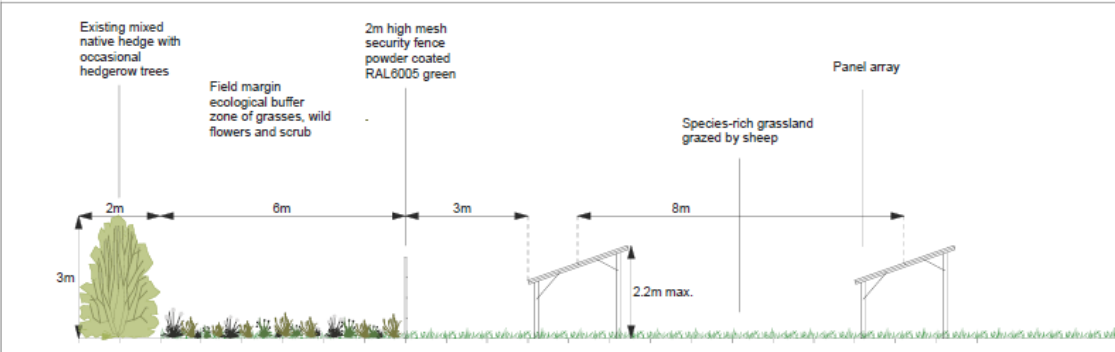 Existing mixed
native hedge with
occasional
hedgerow trees
Field margin
ecological buffer
zone of grasses, wild
flowers and scrub
2m high mesh
security fence
powder coated
RAL6005 green
Species-rich grassland
grazed by sheep
Panel array
2m
6m
3m
8m
3m
2.2m max.